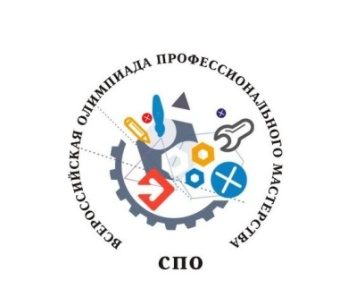 ВСЕРОССИЙСКАЯ ОЛИМПИАДА ПРОФЕССИОНАЛЬНОГО МАСТЕРСТВА
СПО